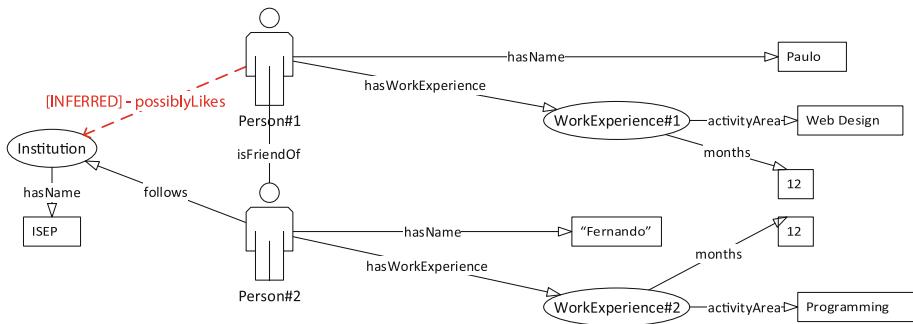 hasName
Paulo
hasWorkExperience
[INFERRED] - possiblyLikes
Person#1
WorkExperience#1
activityArea
Web Design
Institution
isFriendOf
months
hasName
follows
12
ISEP
hasName
“Fernando”
12
hasWorkExperience
months
Person#2
WorkExperience#2
activityArea
Programming